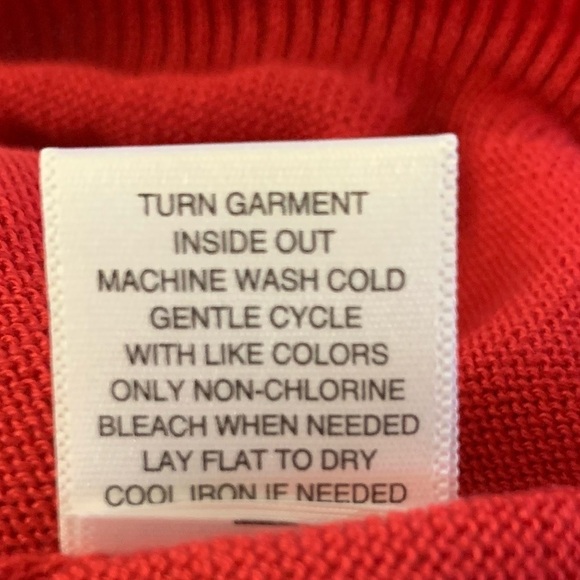 TURN GARMENT
INSIDE OUT
MACHINE WASH COLD
GENTLE CYCLE
WITH LIKE COLORS
ONLY NON-CHLORINE
BLEACH WHEN NEEDED
LAY FLAT TO DRY
COOL IRON IF NEEDED